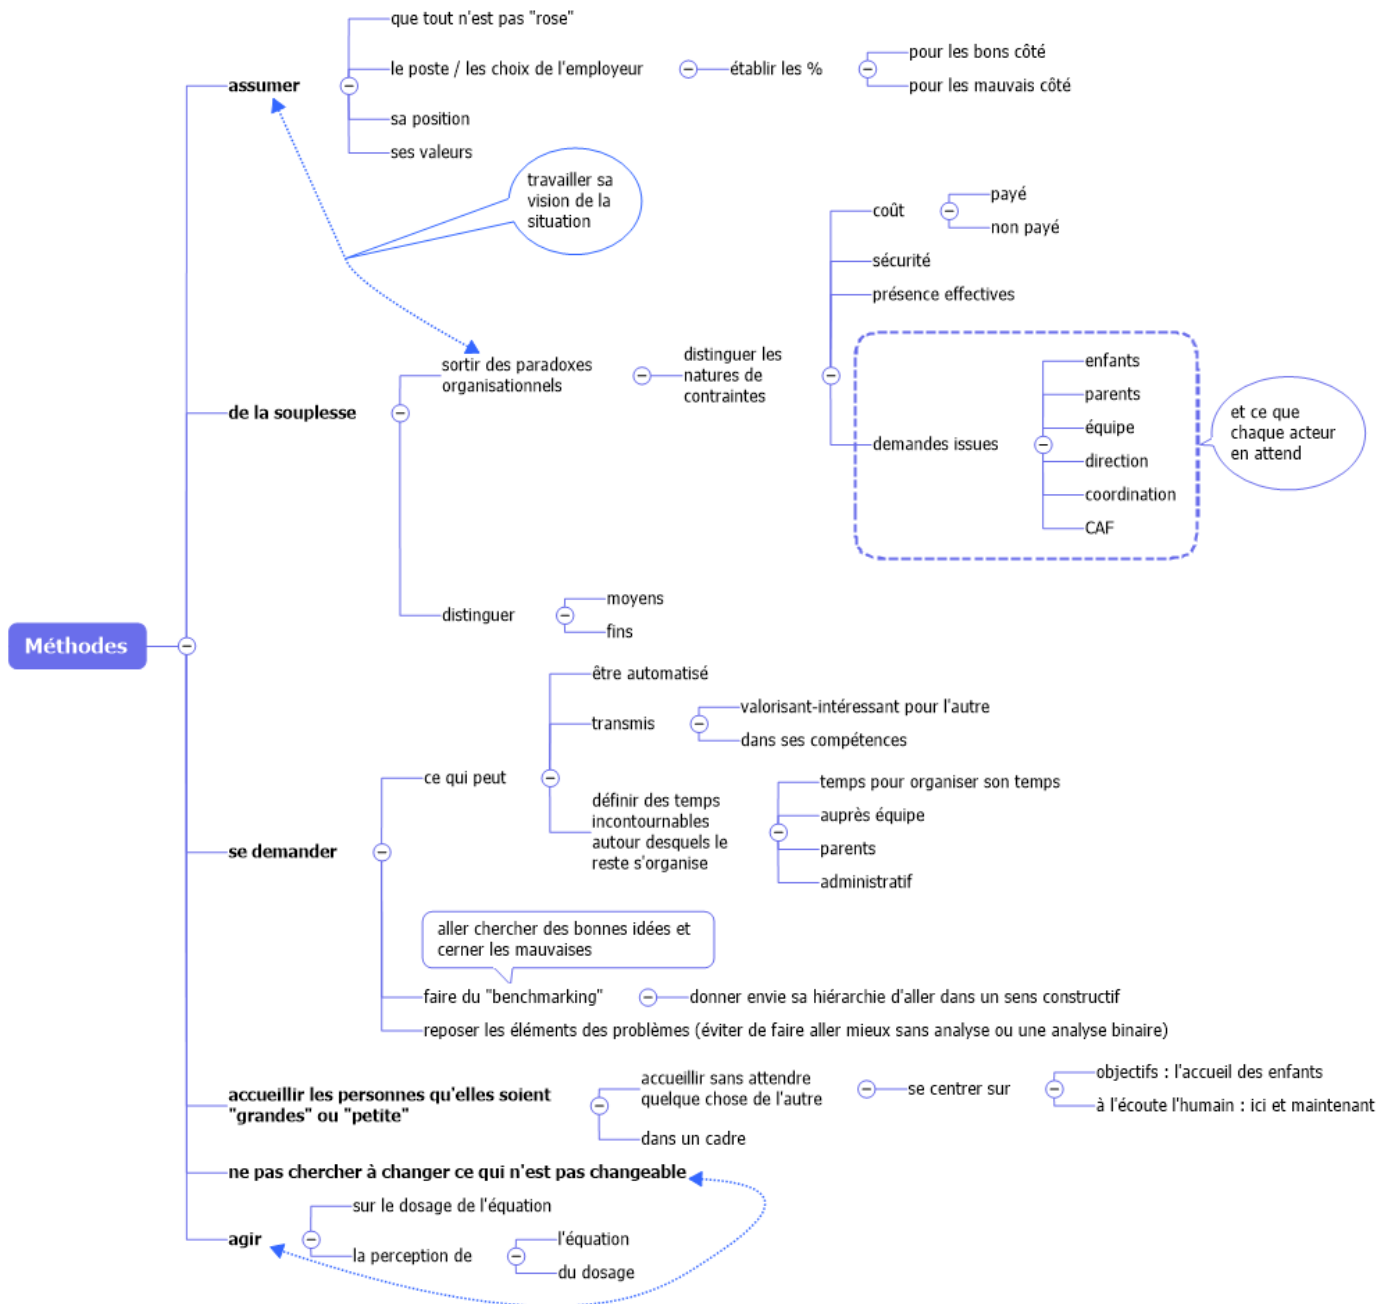 que tout n'est pas "rose"
le poste / les choix de l'employeur
établir les %
pour les bons côté
pour les mauvais côté
assumer
sa position
ses valeurs
travailler sa
vision de la
situation
coût
payé
non payé
sécurité
présence effectives
sortir des paradoxes
organisationnels
distinguer les
natures de
contraintes
de la souplesse
demandes issues
enfants
parents
équipe
direction
coordination
CAF
et ce que
chaque acteur
en attend
distinguer
moyens
fins
Méthodes
être automatisé
transmis
valorisant-intéressant pour l'autre
dans ses compétences
ce qui peut
définir des temps
incontournables
autour desquels le
reste s'organise
temps pour organiser son temps
auprès équipe
parents
administratif
se demander
aller chercher des bonnes idées et
cerner les mauvaises
faire du "benchmarking"
donner envie sa hiérarchie d'aller dans un sens constructif
reposer les éléments des problèmes (éviter de faire aller mieux sans analyse ou une analyse binaire)
accueillir les personnes qu'elles soient
"grandes" ou "petite"
accueillir sans attendre
quelque chose de l'autre
se centrer sur
objectifs : l'accueil des enfants
à l'écoute l'humain : ici et maintenant
dans un cadre
ne pas chercher à changer ce qui n'est pas changeable
agir
sur le dosage de l'équation
la perception de
l'équation
du dosage